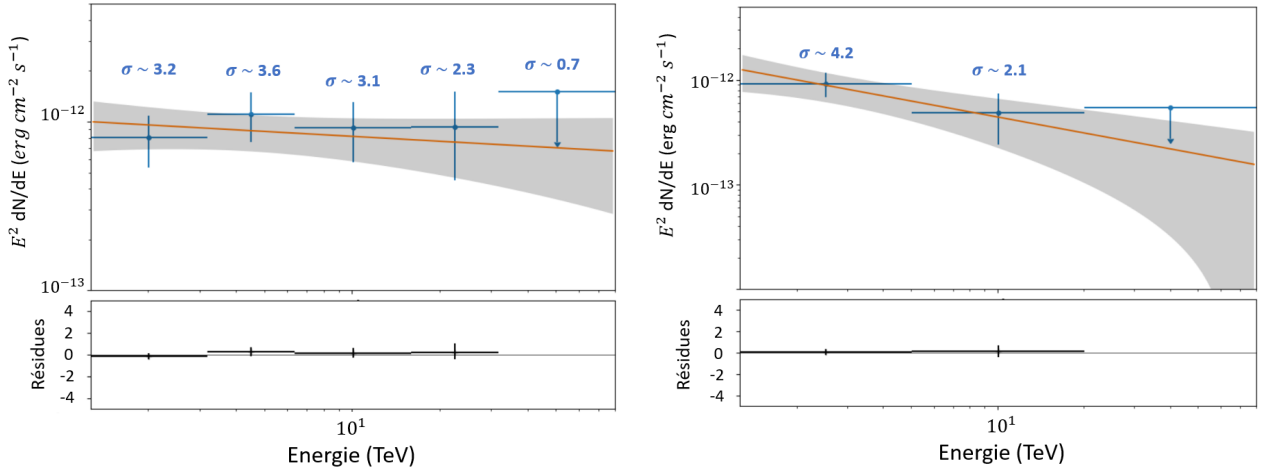 E² dN/dE (erg cm⁻² s⁻¹)
10⁻¹²
10⁻¹³
σ ~ 3.2
σ ~ 3.6
σ ~ 3.1
σ ~ 2.3
σ ~ 0.7
Résidues
4
2
0
-2
-4
10¹
Energie (TeV)
E² dN/dE (erg cm⁻² s⁻¹)
10⁻¹²
10⁻¹³
σ ~ 4.2
σ ~ 2.1
Résidues
4
2
0
-2
-4
10¹
Energie (TeV)